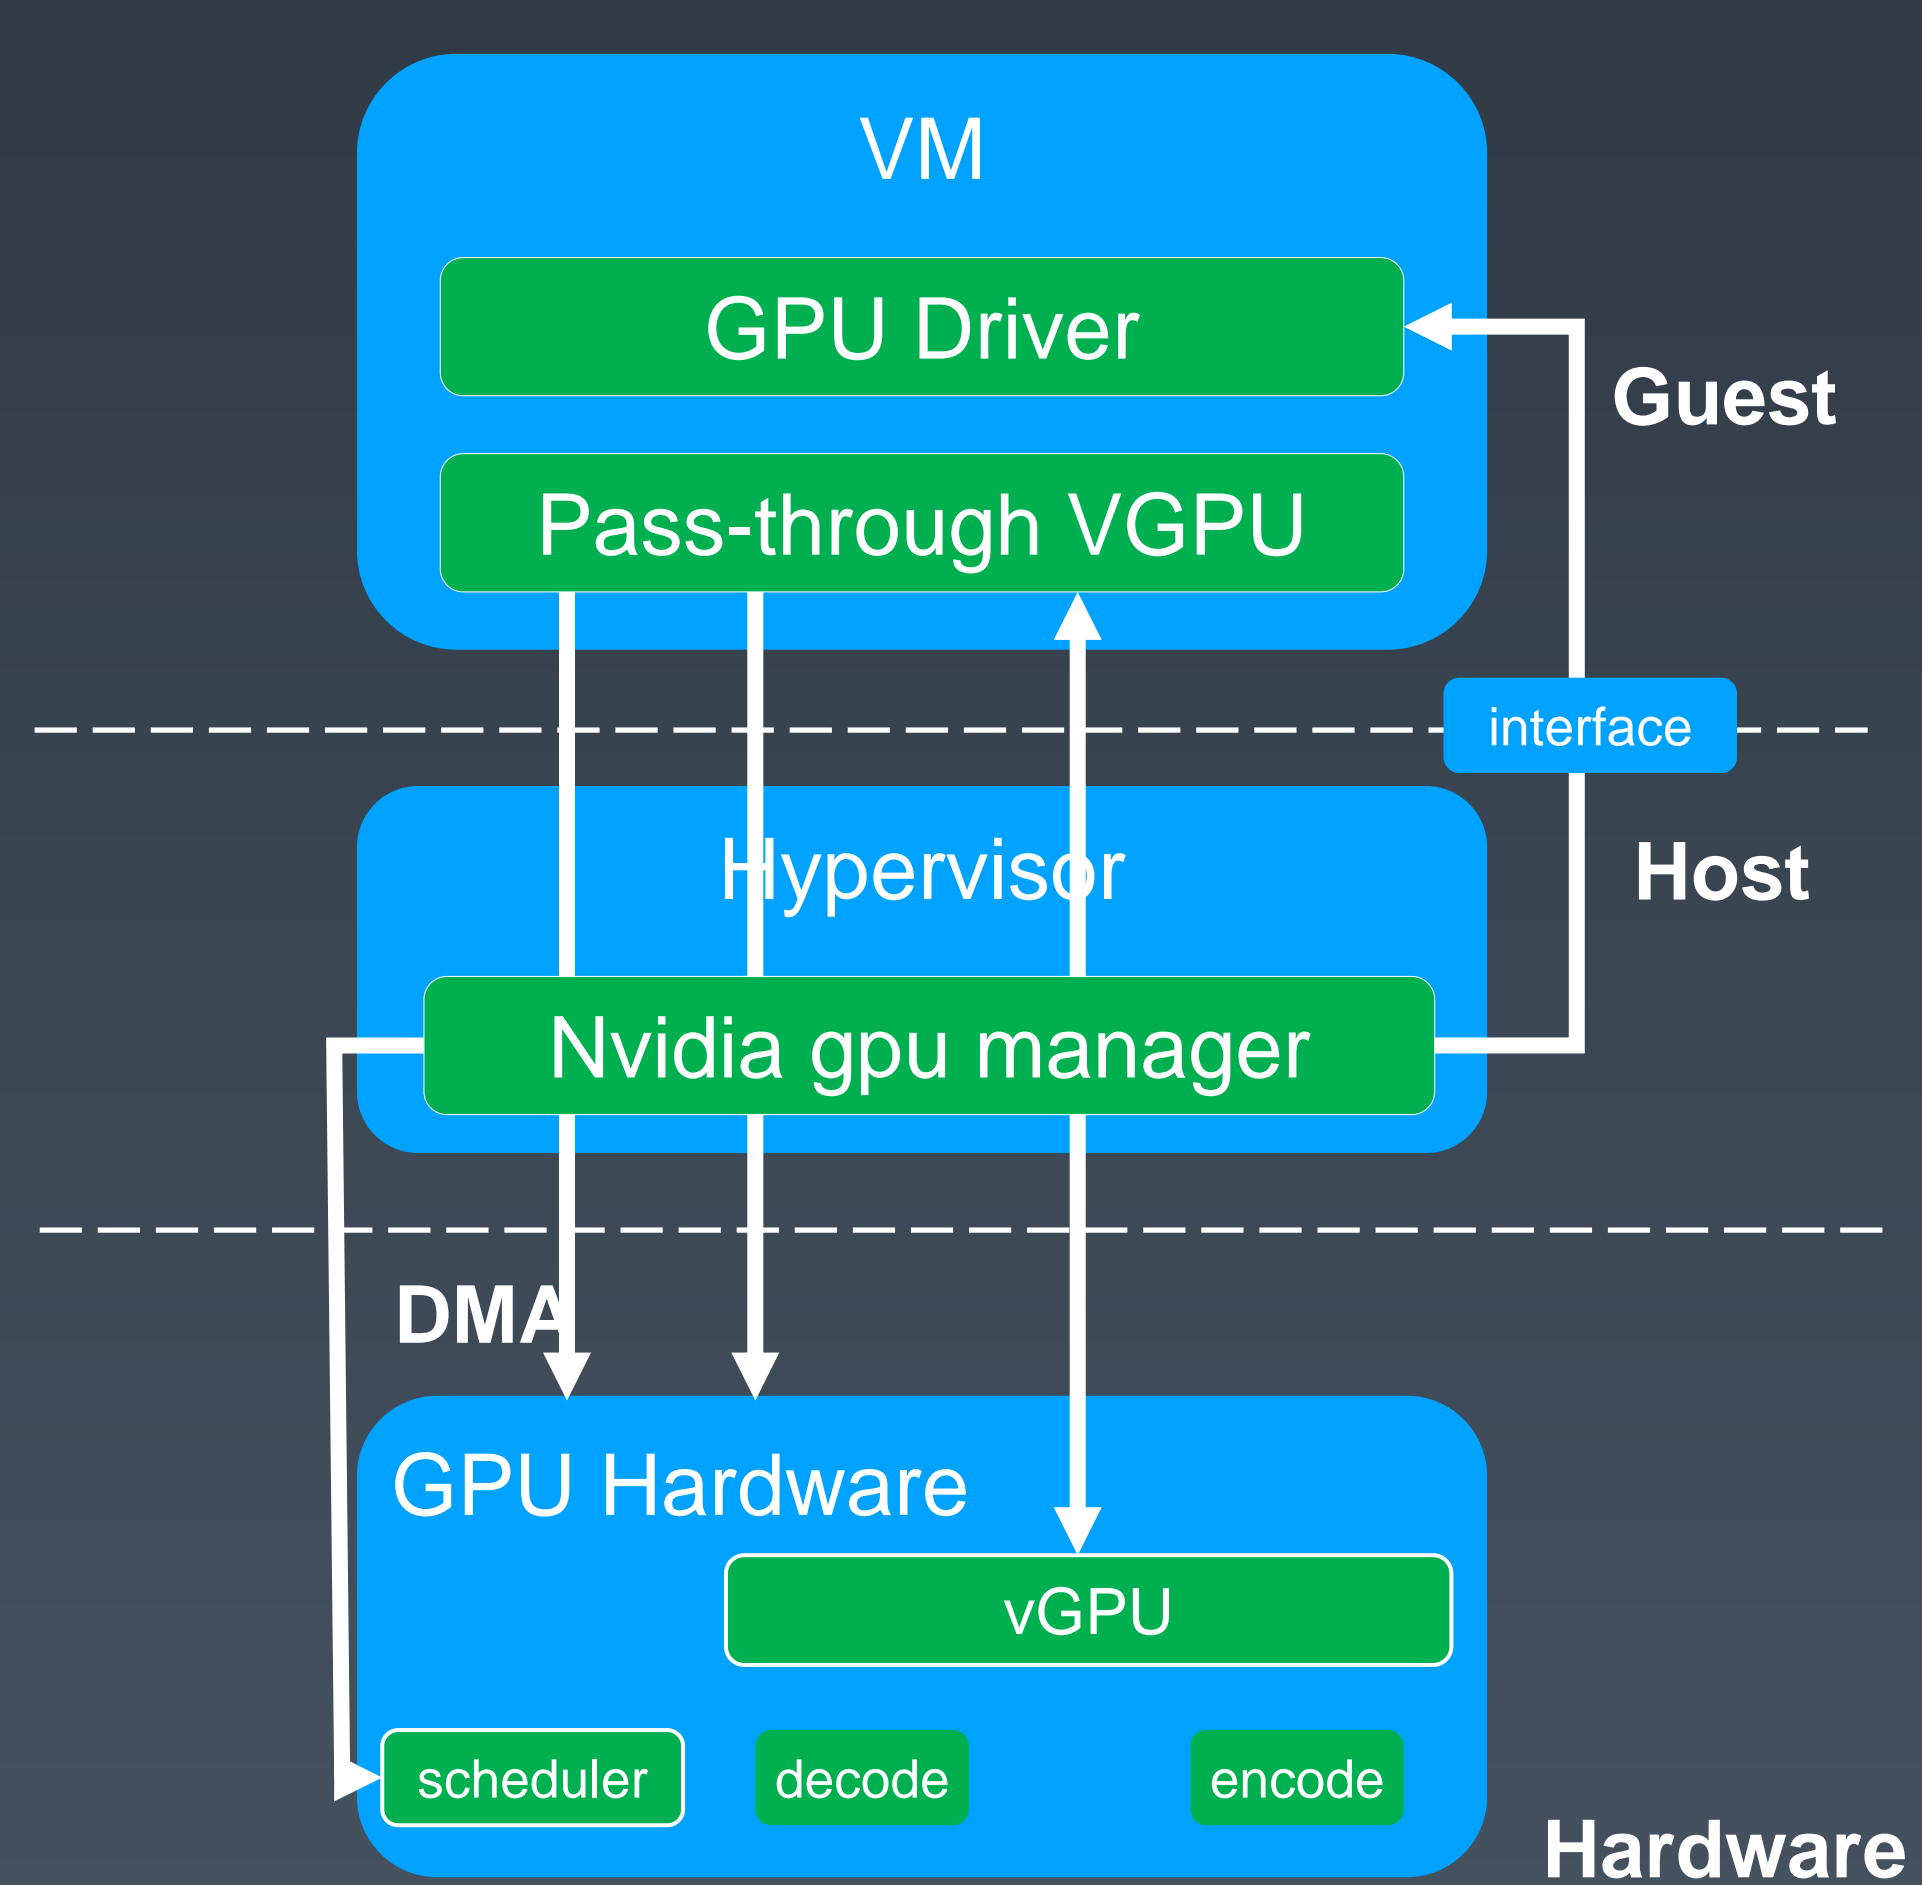 VM
GPU Driver
Guest
Pass-through VGPU
interface
Hypervisor
Host
Nvidia gpu manager
DMA
GPU Hardware
vGPU
scheduler
decode
encode
Hardware